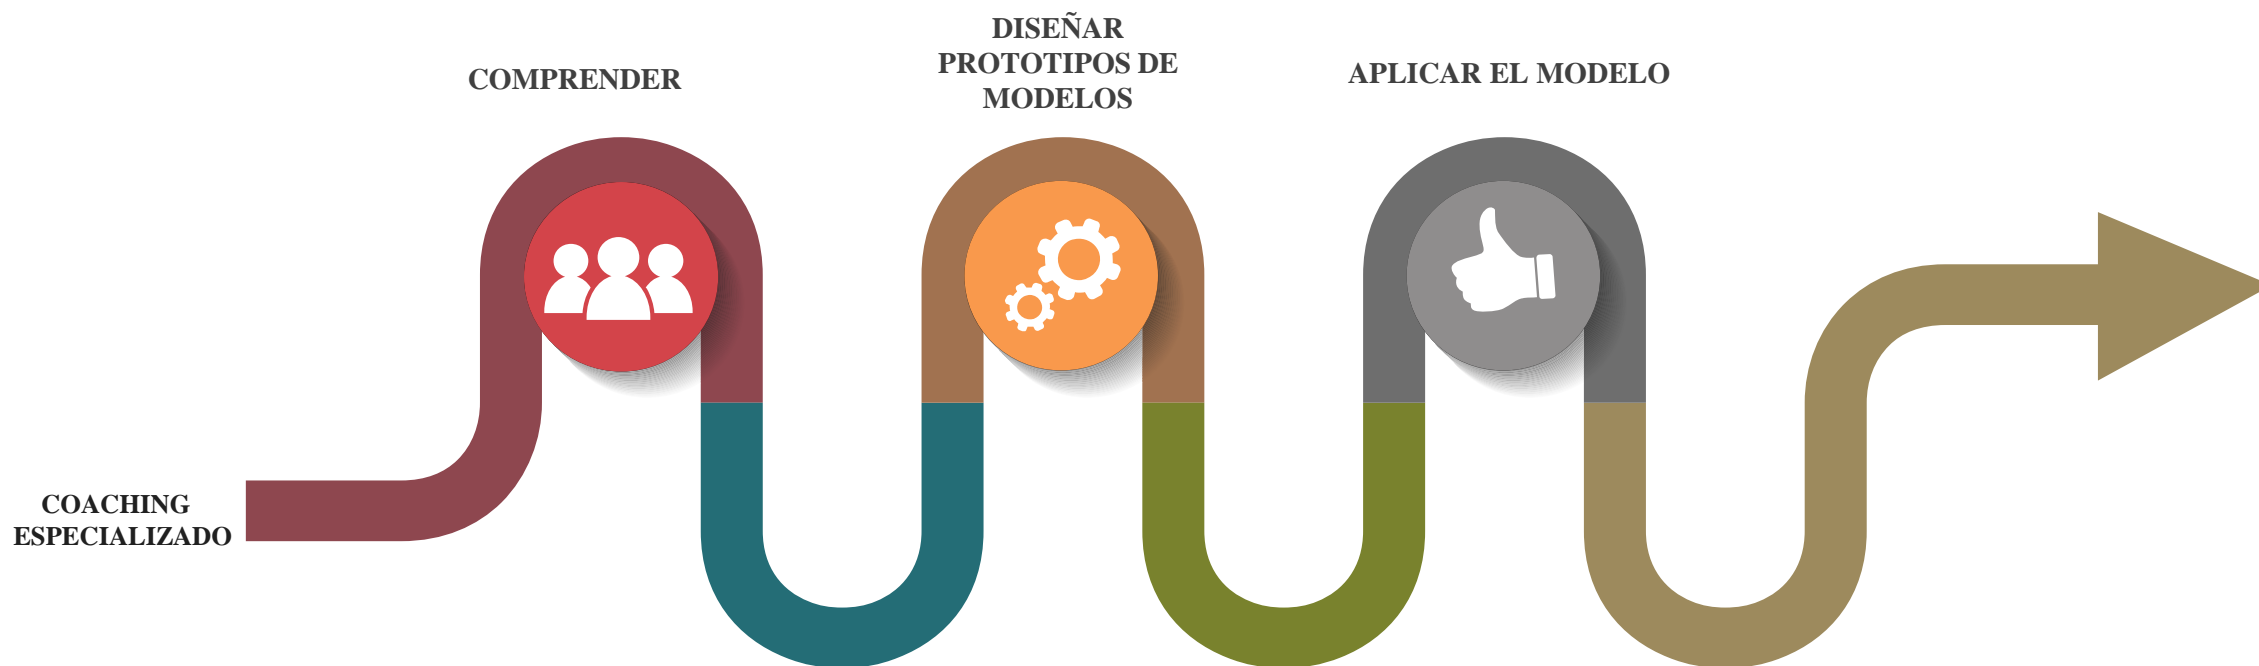 COMPRENDER
DISEÑAR
PROTOTIPOS DE
MODELOS
APLICAR EL MODELO
COACHING
ESPECIALIZADO